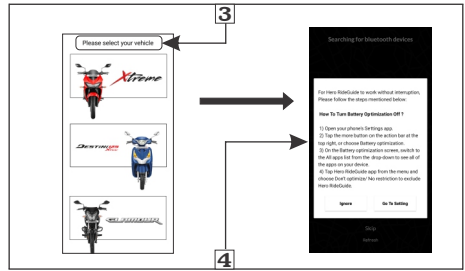 3
Please select your vehicle
Xtreme
DESTINI 125
XTEC
GLAMOUR
4
Searching for bluetooth devices
For Hero RideGuide to work without interruption,
Please follow the steps mentioned below:
How To Turn Battery Optimization Off ?
1) Open your phone's Settings app.
2) Tap the more button on the action bar at the
top right, or choose Battery optimization.
3) On the Battery optimization screen, switch to
the All apps list from the drop-down to see all of
the apps on your device.
4) Tap Hero RideGuide app from the menu and
choose Don't optimize/ No restriction to exclude
Hero RideGuide.
Ignore
Go To Setting
Skip
Refresh